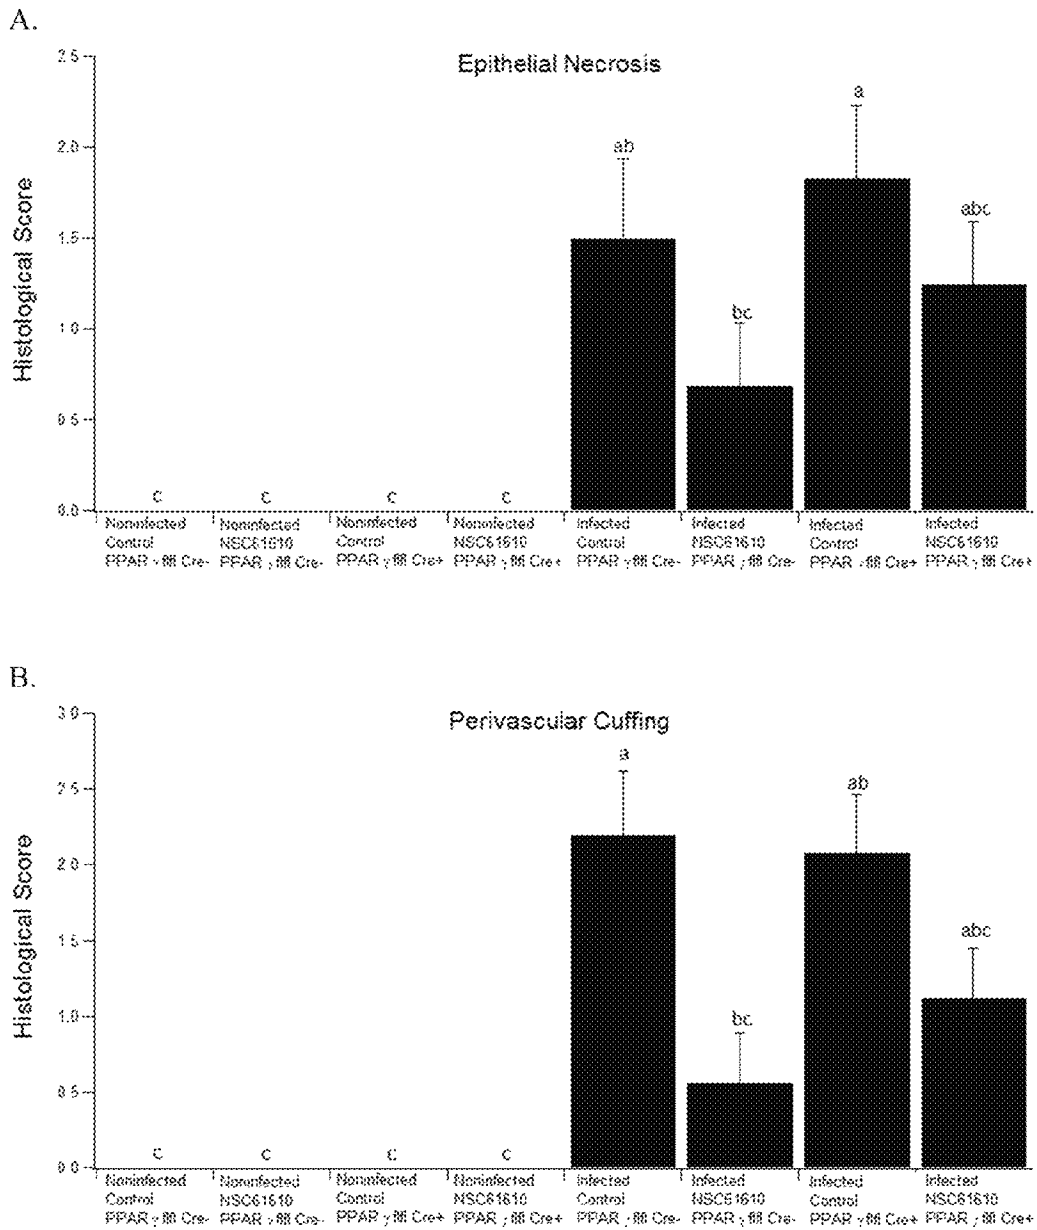 A.
Epithelial Necrosis
Histological Score
2.5
2.0
1.5
1.0
0.5
0.0
c c c c ab bc a abc
Noninfected Noninfected Noninfected Noninfected Infected Infected Infected Infected
Control NSC61610 Control NSC61610 Control NSC61610 Control NSC61610
PPAR γ fl/fl Cre- PPAR γ fl/fl Cre- PPAR γ fl/fl Cre+ PPAR γ fl/fl Cre+ PPAR γ fl/fl Cre- PPAR γ fl/fl Cre- PPAR γ fl/fl Cre+ PPAR γ fl/fl Cre+
B.
Perivascular Cuffing
Histological Score
3.0
2.5
2.0
1.5
1.0
0.5
0.0
c c c c a bc ab abc
Noninfected Noninfected Noninfected Noninfected Infected Infected Infected Infected
Control NSC61610 Control NSC61610 Control NSC61610 Control NSC61610
PPAR γ fl/fl Cre- PPAR γ fl/fl Cre- PPAR γ fl/fl Cre+ PPAR γ fl/fl Cre+ PPAR γ fl/fl Cre- PPAR γ fl/fl Cre- PPAR γ fl/fl Cre+ PPAR γ fl/fl Cre+